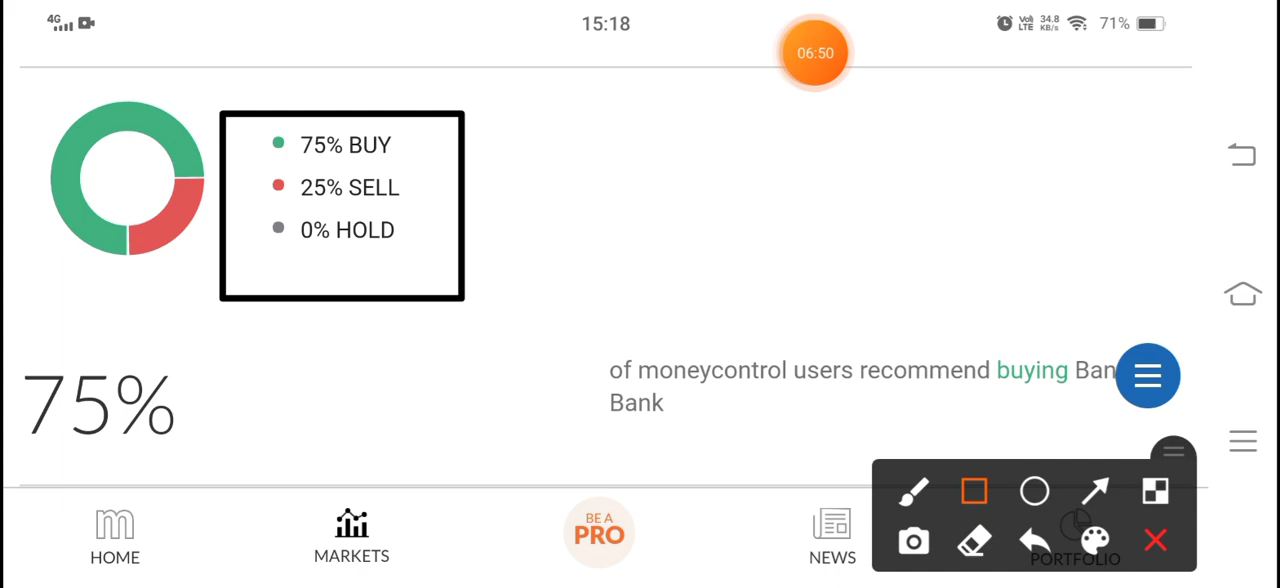 4G
15:18
06:50
Vo))
LTE
34.8
KB/s
71%
75% BUY
25% SELL
0% HOLD
75%
of moneycontrol users recommend buying Ban
Bank
HOME
MARKETS
BE A
PRO
NEWS
PORTFOLIO